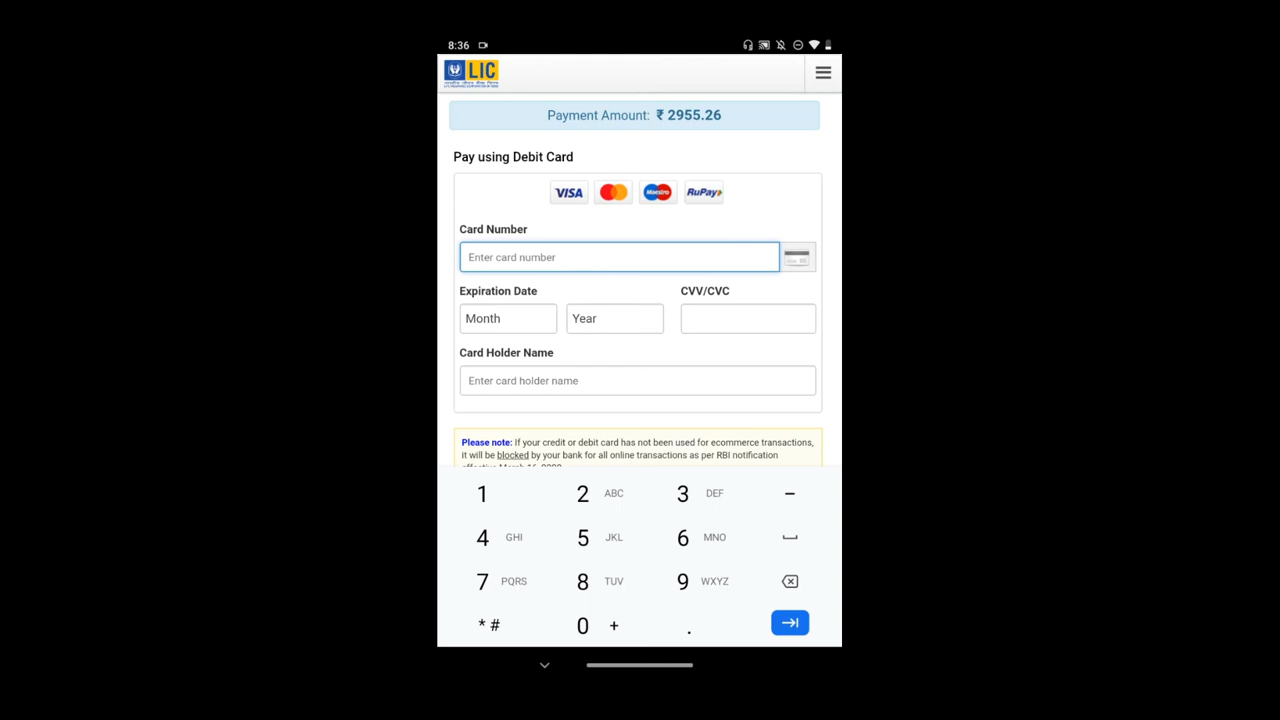 8:36
LIC
Payment Amount: ₹ 2955.26
Pay using Debit Card
VISA Maestro RuPay
Card Number
Enter card number
Expiration Date CVV/CVC
Month Year
Card Holder Name
Enter card holder name
Please note: If your credit or debit card has not been used for ecommerce transactions,
it will be blocked by your bank for all online transactions as per RBI notification
1 2 ABC 3 DEF –
4 GHI 5 JKL 6 MNO
7 PQRS 8 TUV 9 WXYZ
* # 0 + .